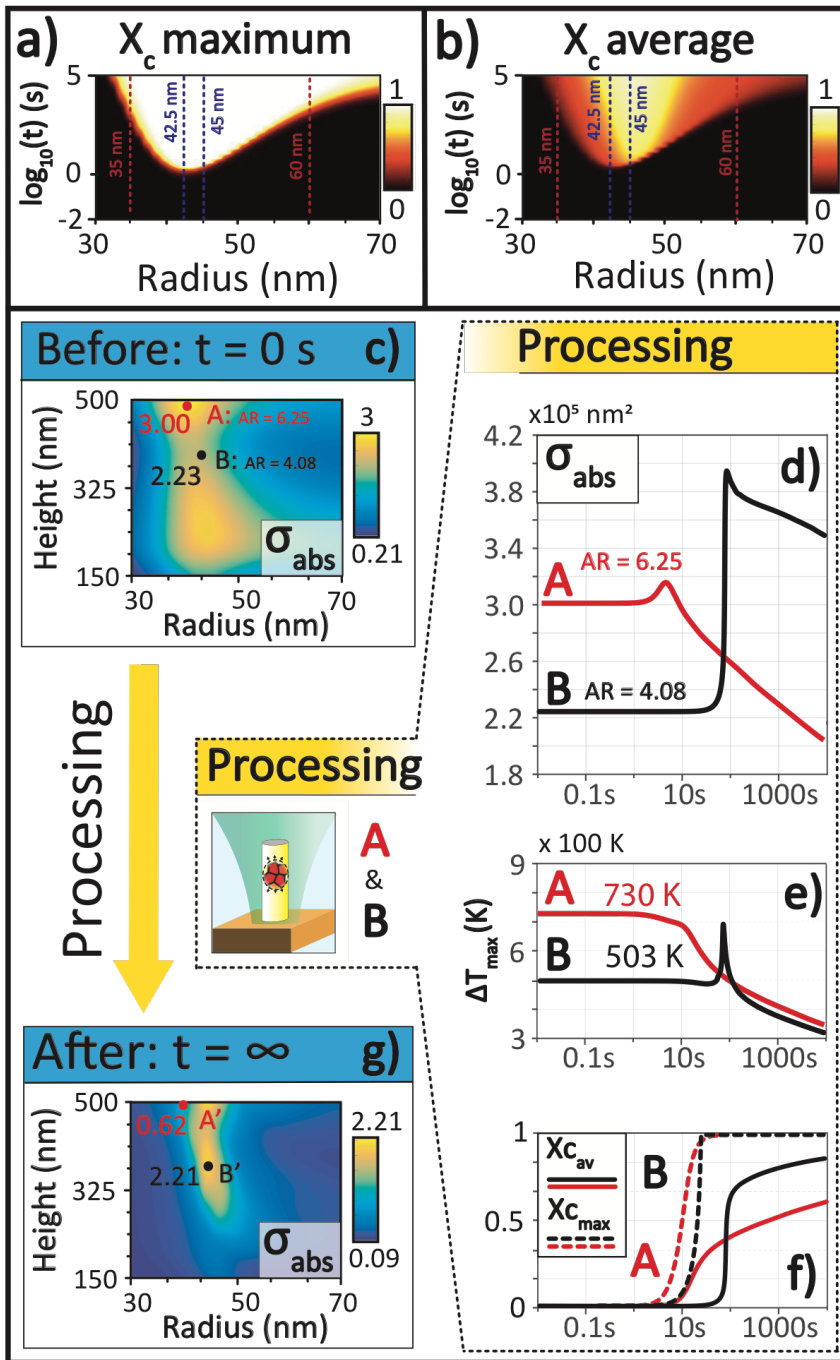 a) Xc maximum
log10(t) (s)
5
0
-2
35 nm
42.5 nm
45 nm
60 nm
1
0
30 50 70
Radius (nm)
b) Xc average
log10(t) (s)
5
0
-2
35 nm
42.5 nm
45 nm
60 nm
1
0
30 50 70
Radius (nm)
Before: t = 0 s c)
Height (nm)
500
325
150
3.00
A: AR = 6.25
B: AR = 4.08
2.23
σabs
3
0.21
30 50 70
Radius (nm)
Processing
Processing
A
&
B
After: t = ∞ g)
Height (nm)
500
325
150
0.62 A'
2.21 B'
σabs
2.21
0.09
30 50 70
Radius (nm)
Processing
x10⁵ nm²
4.2
3.8
3.4
3.0
2.6
2.2
1.8
σabs
d)
A AR = 6.25
B AR = 4.08
0.1s 10s 1000s
x 100 K
ΔTmax (K)
9
6
3
A 730 K
B 503 K
e)
0.1s 10s 1000s
1
0.5
0
Xcav
Xcmax
B
A
f)
0.1s 10s 1000s